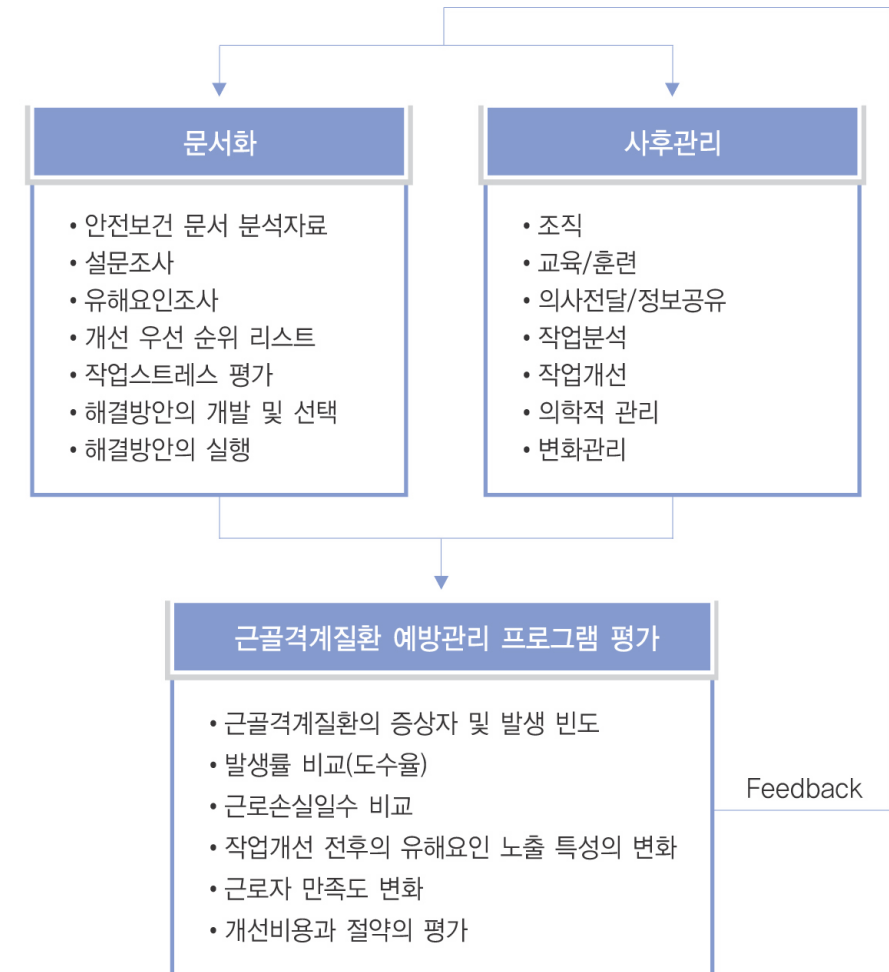 문서화
• 안전보건 문서 분석자료
• 설문조사
• 유해요인조사
• 개선 우선 순위 리스트
• 작업스트레스 평가
• 해결방안의 개발 및 선택
• 해결방안의 실행
사후관리
• 조직
• 교육/훈련
• 의사전달/정보공유
• 작업분석
• 작업개선
• 의학적 관리
• 변화관리
근골격계질환 예방관리 프로그램 평가
• 근골격계질환의 증상자 및 발생 빈도
• 발생률 비교(도수율)
• 근로손실일수 비교
• 작업개선 전후의 유해요인 노출 특성의 변화
• 근로자 만족도 변화
• 개선비용과 절약의 평가
Feedback